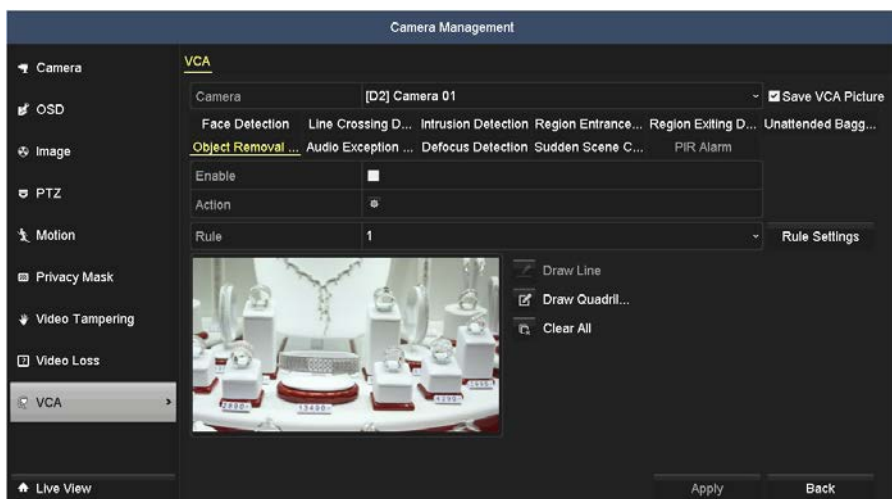 Camera Management
Camera
OSD
Image
PTZ
Motion
Privacy Mask
Video Tampering
Video Loss
VCA
Live View
VCA
Camera [D2] Camera 01 Save VCA Picture
Face Detection Line Crossing D... Intrusion Detection Region Entrance... Region Exiting D... Unattended Bagg...
Object Removal ... Audio Exception ... Defocus Detection Sudden Scene C... PIR Alarm
Enable
Action
Rule 1 Rule Settings
Draw Line
Draw Quadril...
Clear All
13490:-
Apply Back